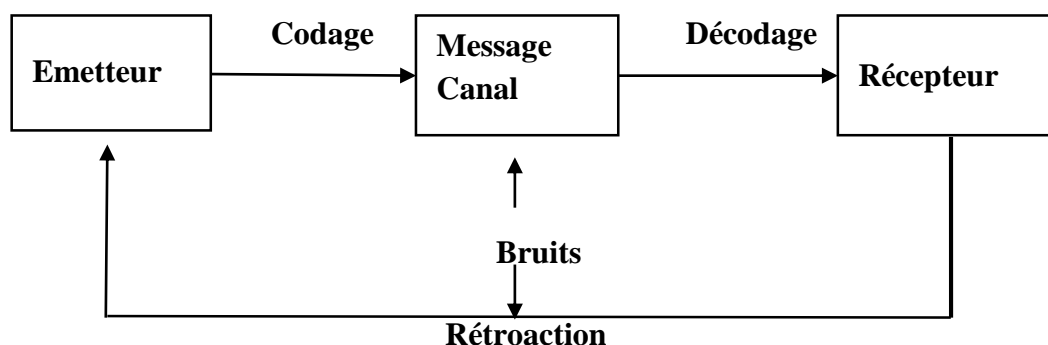 Codage
Décodage
Emetteur
Message
Canal
Récepteur
Bruits
Rétroaction